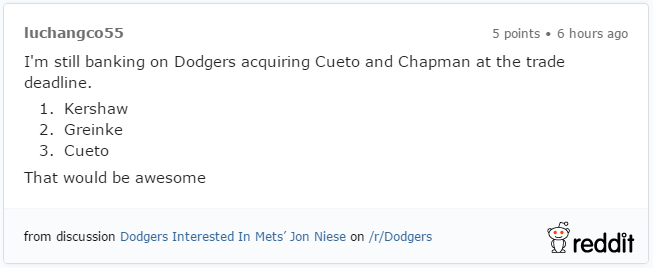 luchangco55
5 points • 6 hours ago
I'm still banking on Dodgers acquiring Cueto and Chapman at the trade
deadline.
1. Kershaw
2. Greinke
3. Cueto
That would be awesome
from discussion Dodgers Interested In Mets’ Jon Niese on /r/Dodgers
reddit